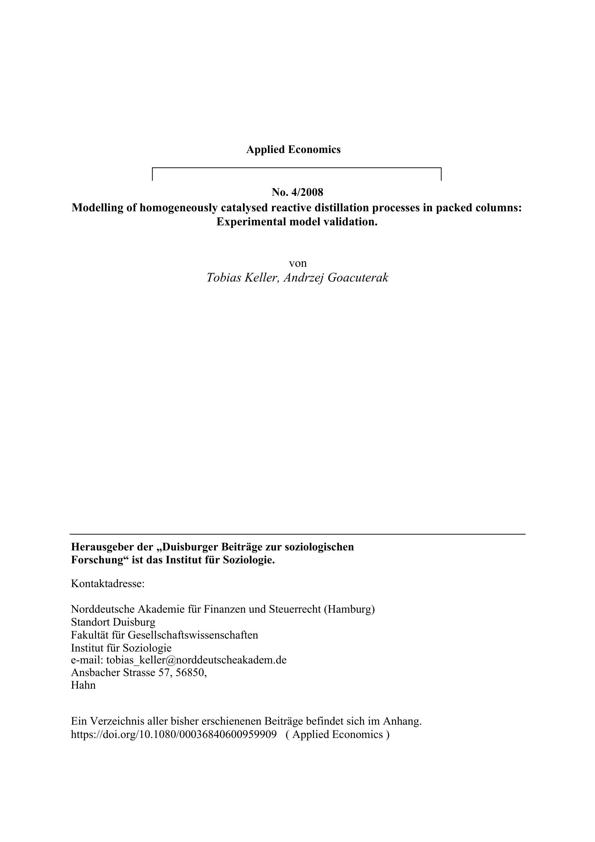 Applied Economics
No. 4/2008
Modelling of homogeneously catalysed reactive distillation processes in packed columns:
Experimental model validation.
von
Tobias Keller, Andrzej Goacuterak
Herausgeber der „Duisburger Beiträge zur soziologischen
Forschung“ ist das Institut für Soziologie.
Kontaktadresse:
Norddeutsche Akademie für Finanzen und Steuerrecht (Hamburg)
Standort Duisburg
Fakultät für Gesellschaftswissenschaften
Institut für Soziologie
e-mail: tobias_keller@norddeutscheakadem.de
Ansbacher Strasse 57, 56850,
Hahn
Ein Verzeichnis aller bisher erschienenen Beiträge befindet sich im Anhang.
https://doi.org/10.1080/00036840600959909 ( Applied Economics )